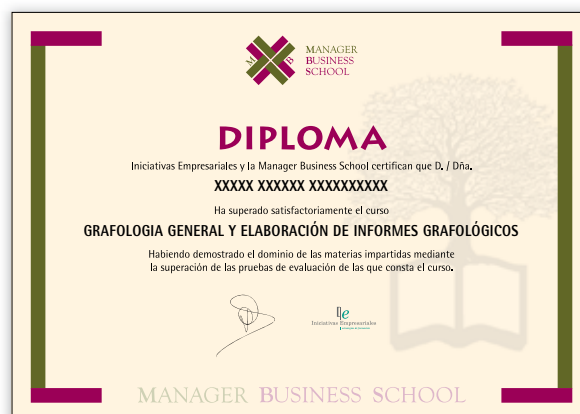 M B
MANAGER
BUSINESS
SCHOOL
DIPLOMA
Iniciativas Empresariales y la Manager Business School certifican que D. / Dña.
XXXXX XXXXXX XXXXXXXXXX
Ha superado satisfactoriamente el curso
GRAFOLOGIA GENERAL Y ELABORACIÓN DE INFORMES GRAFOLÓGICOS
Habiendo demostrado el dominio de las materias impartidas mediante
la superación de las pruebas de evaluación de las que consta el curso.
Iniciativas Empresariales
MANAGER BUSINESS SCHOOL